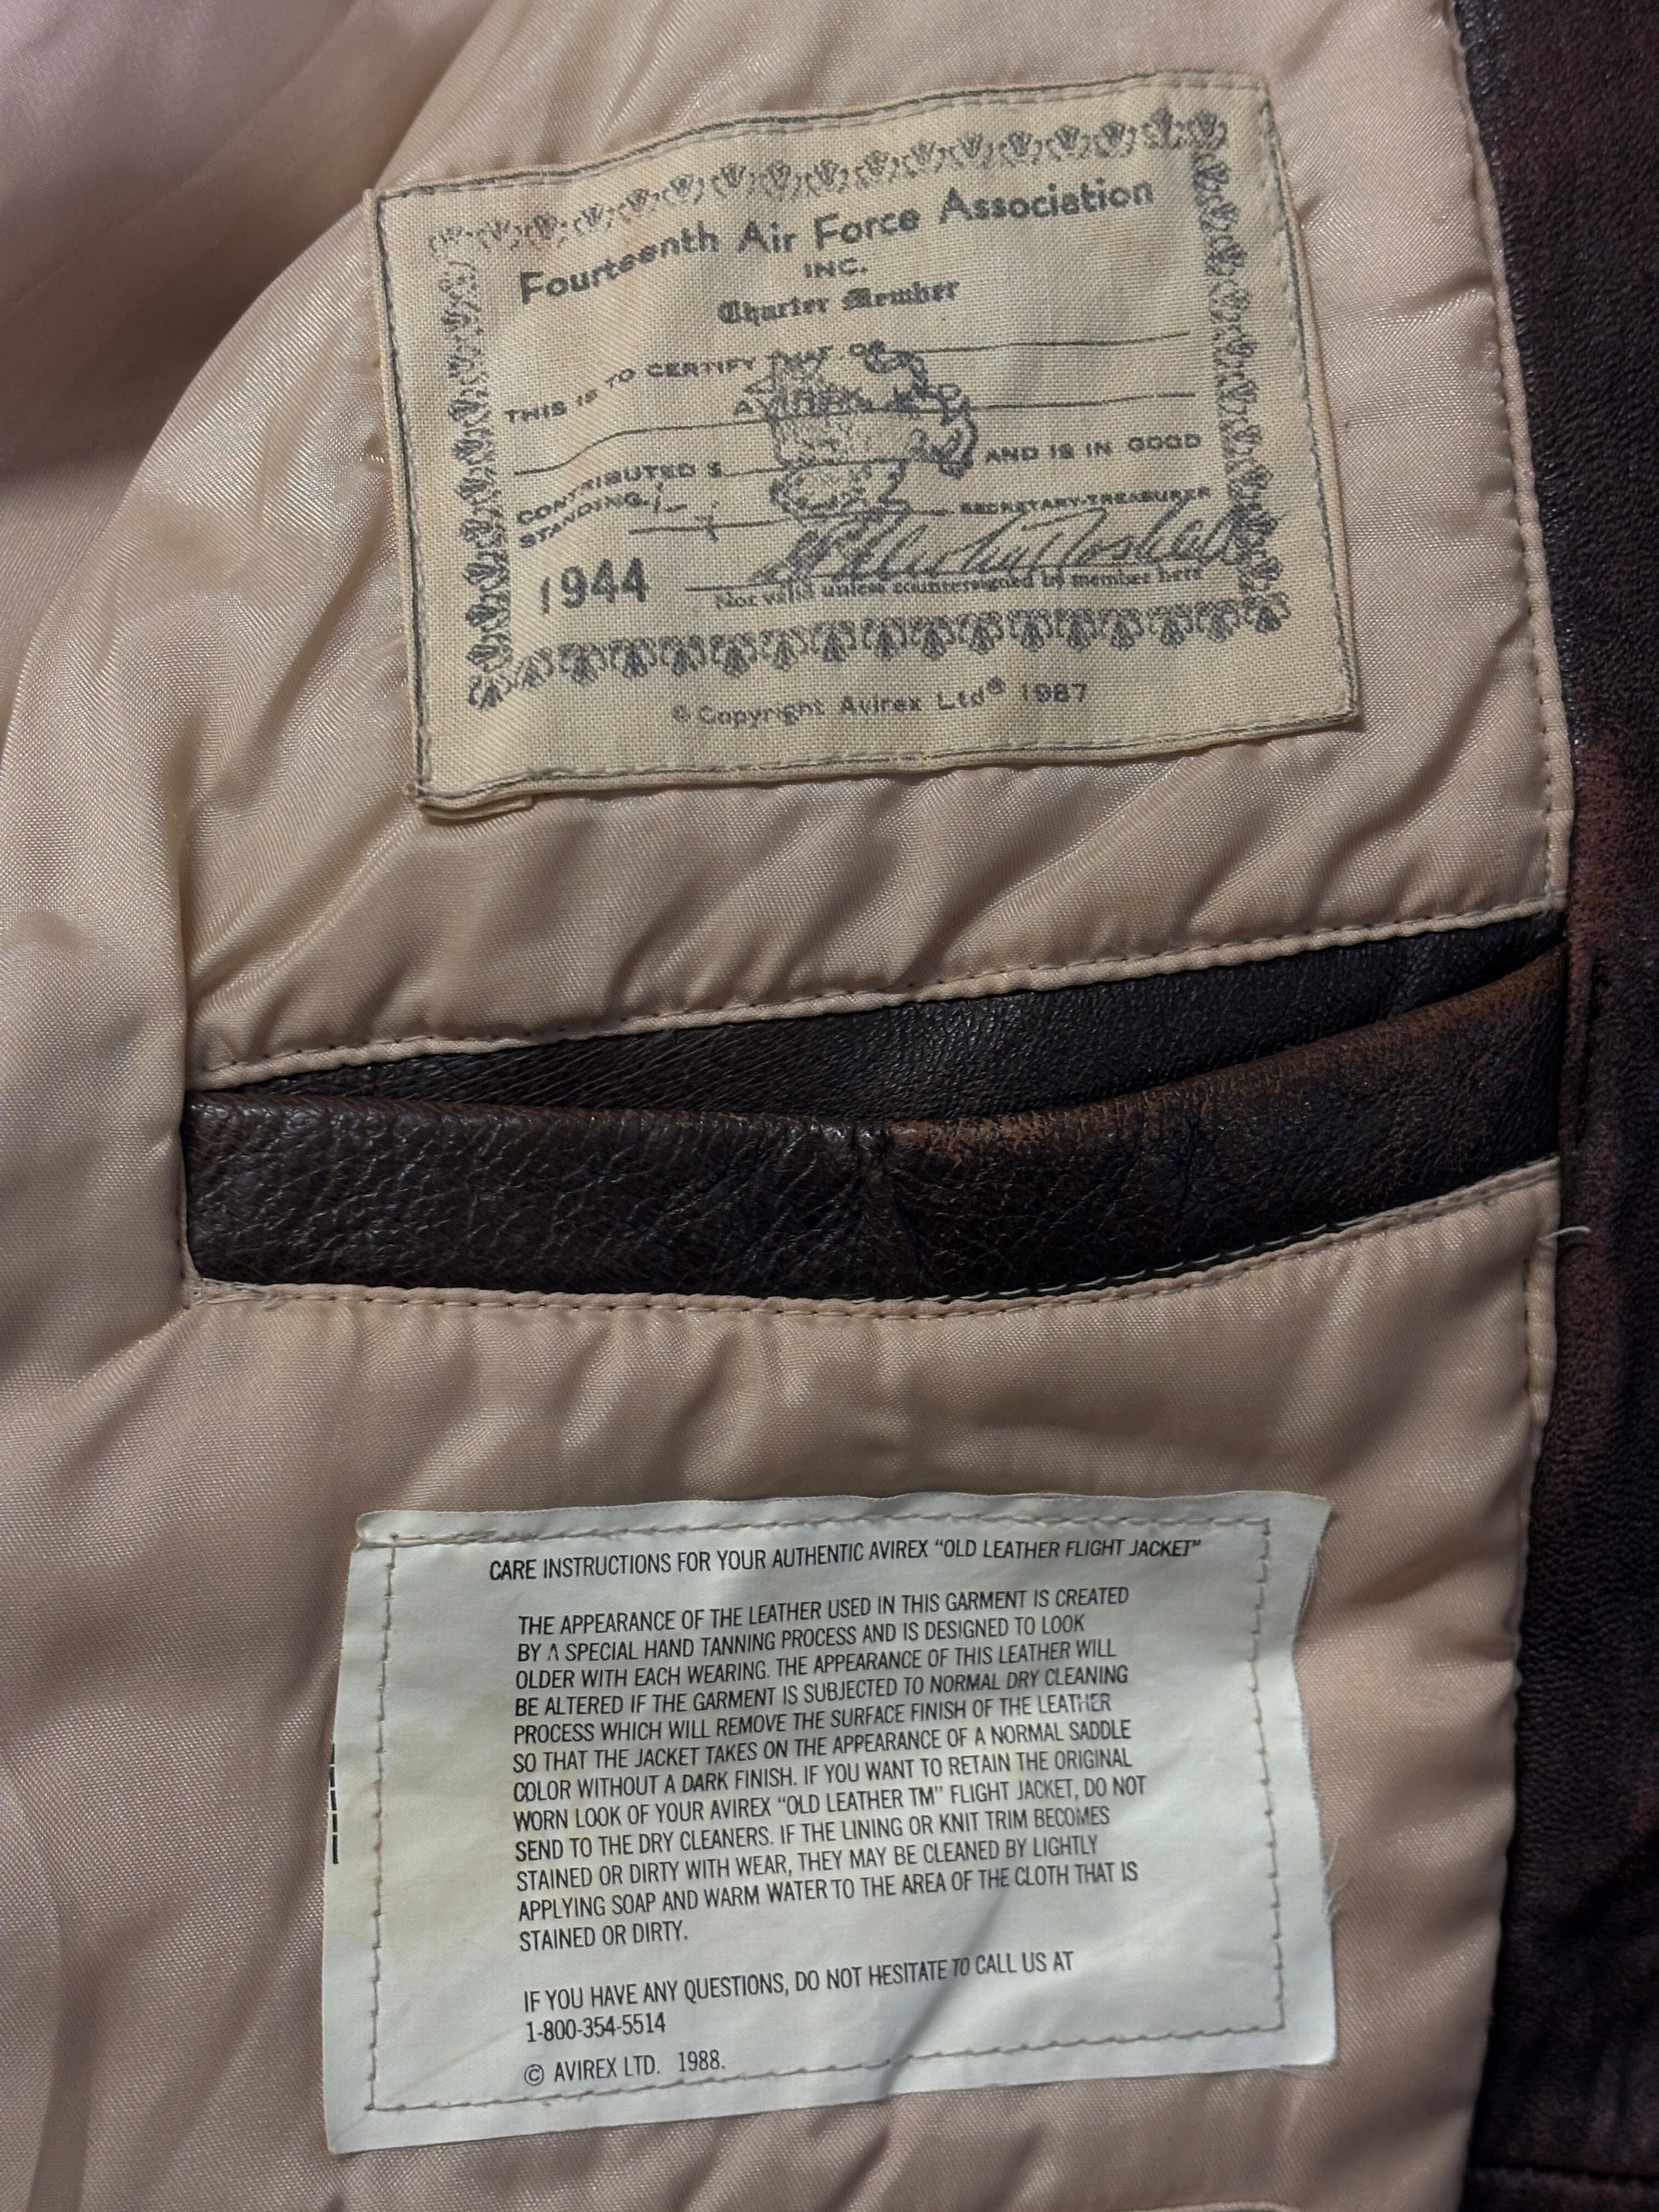 Fourteenth Air Force Association
INC.
Charter Member
THIS IS TO CERTIFY THAT
CONTRIBUTED $ AND IS IN GOOD
STANDING.
SECRETARY-TREASURER
1944
Not valid unless countersigned by member here
© Copyright Avirex Ltd® 1987
CARE INSTRUCTIONS FOR YOUR AUTHENTIC AVIREX "OLD LEATHER FLIGHT JACKET"
THE APPEARANCE OF THE LEATHER USED IN THIS GARMENT IS CREATED
BY A SPECIAL HAND TANNING PROCESS AND IS DESIGNED TO LOOK
OLDER WITH EACH WEARING. THE APPEARANCE OF THIS LEATHER WILL
BE ALTERED IF THE GARMENT IS SUBJECTED TO NORMAL DRY CLEANING
PROCESS WHICH WILL REMOVE THE SURFACE FINISH OF THE LEATHER
SO THAT THE JACKET TAKES ON THE APPEARANCE OF A NORMAL SADDLE
COLOR WITHOUT A DARK FINISH. IF YOU WANT TO RETAIN THE ORIGINAL
WORN LOOK OF YOUR AVIREX "OLD LEATHER TM" FLIGHT JACKET, DO NOT
SEND TO THE DRY CLEANERS. IF THE LINING OR KNIT TRIM BECOMES
STAINED OR DIRTY WITH WEAR, THEY MAY BE CLEANED BY LIGHTLY
APPLYING SOAP AND WARM WATER TO THE AREA OF THE CLOTH THAT IS
STAINED OR DIRTY.
IF YOU HAVE ANY QUESTIONS, DO NOT HESITATE TO CALL US AT
1-800-354-5514
© AVIREX LTD. 1988.